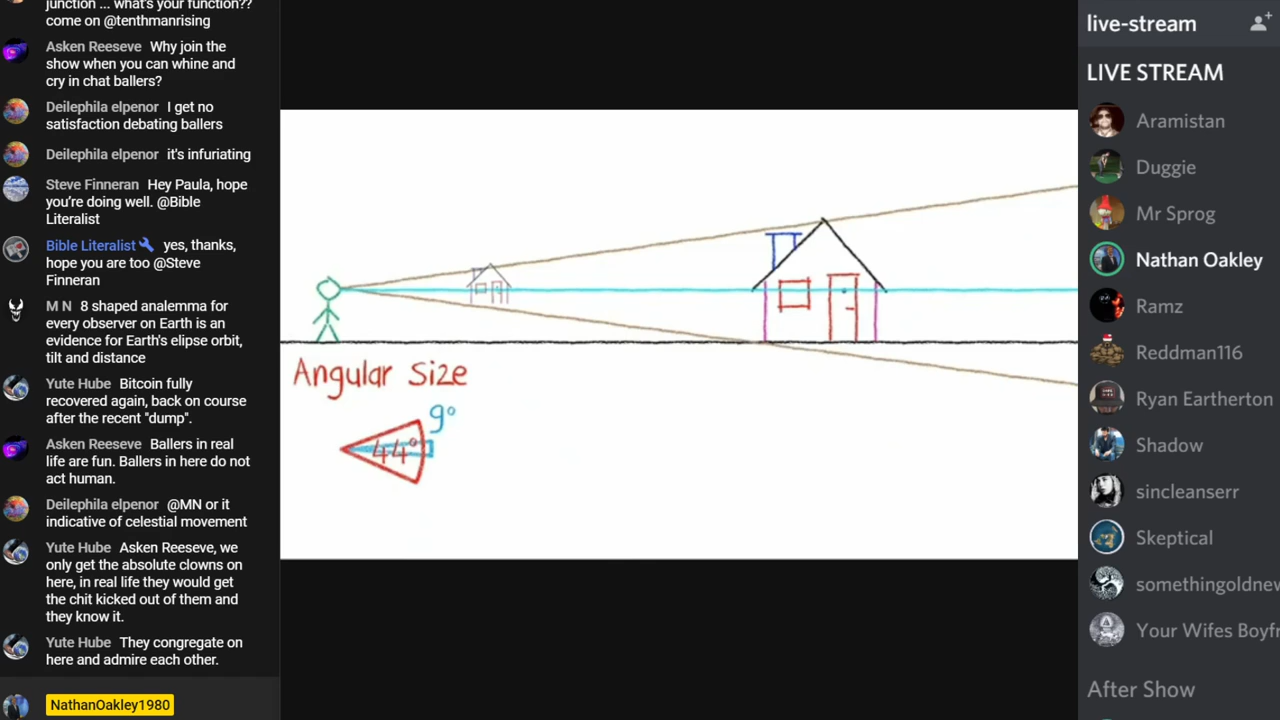 junction ... what's your function??
come on @tenthmanrising
Asken Reeseve Why join the
show when you can whine and
cry in chat ballers?
Deilephila elpenor I get no
satisfaction debating ballers
Deilephila elpenor it's infuriating
Steve Finneran Hey Paula, hope
you're doing well. @Bible
Literalist
Bible Literalist yes, thanks,
hope you are too @Steve
Finneran
M N 8 shaped analemma for
every observer on Earth is an
evidence for Earth's elipse orbit,
tilt and distance
Yute Hube Bitcoin fully
recovered again, back on course
after the recent "dump".
Asken Reeseve Ballers in real
life are fun. Ballers in here do not
act human.
Deilephila elpenor @MN or it
indicative of celestial movement
Yute Hube Asken Reeseve, we
only get the absolute clowns on
here, in real life they would get
the chit kicked out of them and
they know it.
Yute Hube They congregate on
here and admire each other.
NathanOakley1980
Angular Size
9°
44°
live-stream
LIVE STREAM
Aramistan
Duggie
Mr Sprog
Nathan Oakley
Ramz
Reddman116
Ryan Eartherton
Shadow
sincleanserr
Skeptical
somethingoldnew
Your Wifes Boyfr
After Show